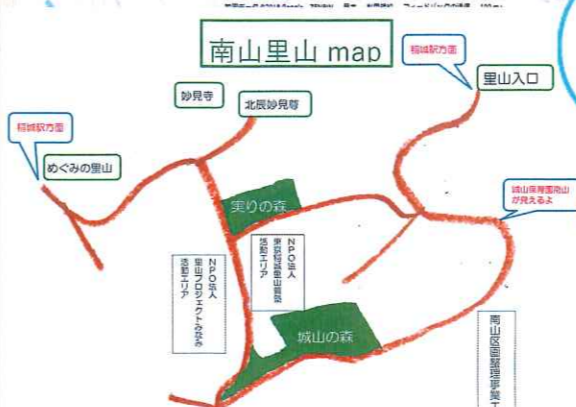 南山里山 map
稲城駅方面
里山入口
妙見寺
北辰妙見尊
稲城駅方面
めぐみの里山
実りの森
城山保育園南山
が見えるよ
NPO法人
里山プロジェクトみなみ
活動エリア
NPO法人
東京稲城里山義塾
活動エリア
城山の森
南山区画整理事業エ